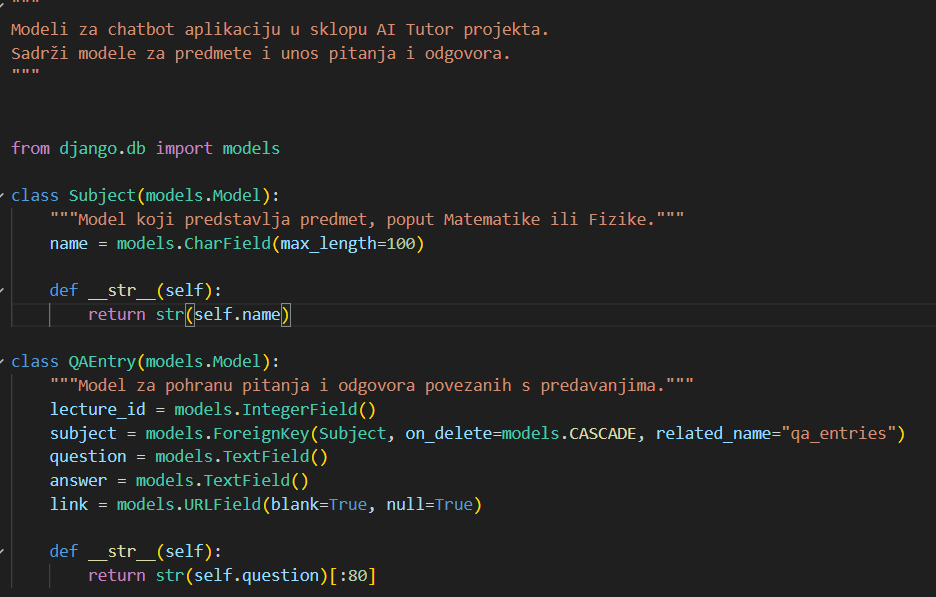 """
Modeli za chatbot aplikaciju u sklopu AI Tutor projekta.
Sadrži modele za predmete i unos pitanja i odgovora.
"""
from django.db import models
class Subject(models.Model):
    """Model koji predstavlja predmet, poput Matematike ili Fizike."""
    name = models.CharField(max_length=100)
    def __str__(self):
        return str(self.name)
class QAEntry(models.Model):
    """Model za pohranu pitanja i odgovora povezanih s predavanjima."""
    lecture_id = models.IntegerField()
    subject = models.ForeignKey(Subject, on_delete=models.CASCADE, related_name="qa_entries")
    question = models.TextField()
    answer = models.TextField()
    link = models.URLField(blank=True, null=True)
    def __str__(self):
        return str(self.question)[:80]